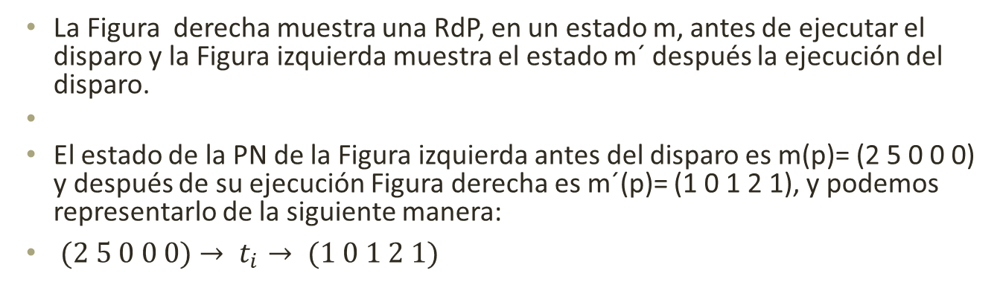 • La Figura  derecha muestra una RdP, en un estado m, antes de ejecutar el
disparo y la Figura izquierda muestra el estado m´ después la ejecución del
disparo.
•
• El estado de la PN de la Figura izquierda antes del disparo es m(p)= (2 5 0 0 0)
y después de su ejecución Figura derecha es m´(p)= (1 0 1 2 1), y podemos
representarlo de la siguiente manera:
• (2 5 0 0 0) → tᵢ → (1 0 1 2 1)